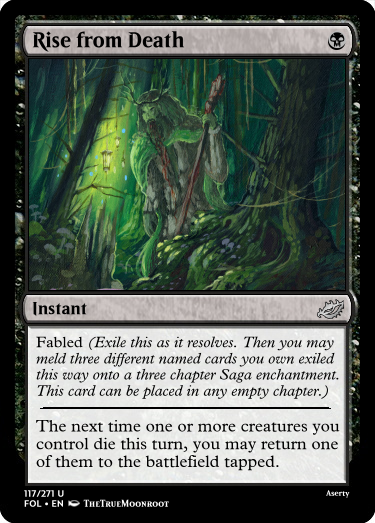 Rise from Death
Instant
Fabled (Exile this as it resolves. Then you may
meld three different named cards you own exiled
this way onto a three chapter Saga enchantment.
This card can be placed in any empty chapter.)
The next time one or more creatures you
control die this turn, you may return one
of them to the battlefield tapped.
117/271 U
FOL • EN TheTrueMoonroot
Aserty